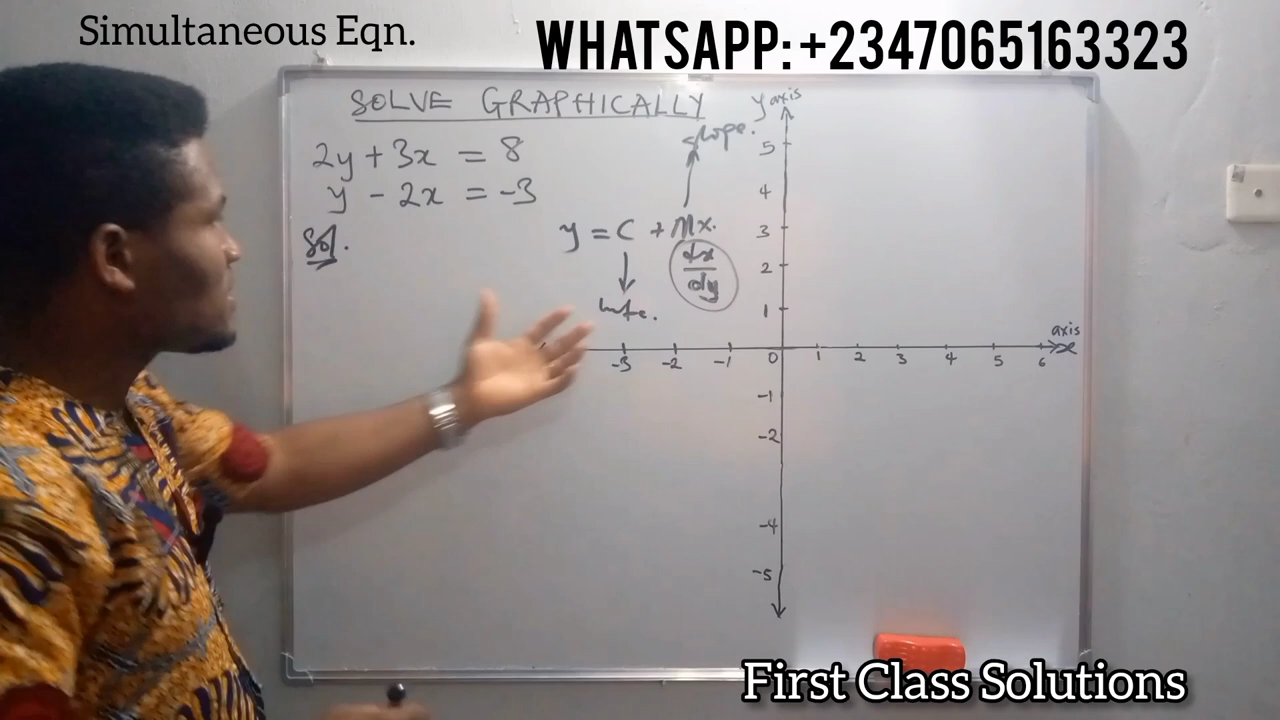 Simultaneous Eqn.
WHATSAPP: +2347065163323
SOLVE GRAPHICALLY
2y + 3x = 8
y - 2x = -3
Sol.
slope.
y = C + Mx.
dx
dy
y axis
5
4
3
2
1
-3 -2 -1 0 1 2 3 4 5 6
axis
x
-1
-2
-4
-5
First Class Solutions